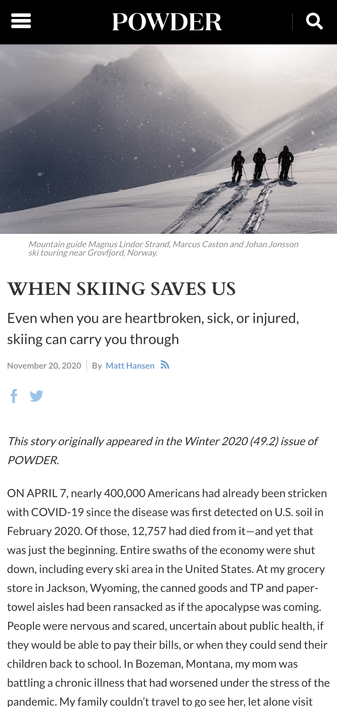 POWDER
Mountain guide Magnus Lindor Strand, Marcus Caston and Johan Jonsson
ski touring near Grovfjord, Norway.
WHEN SKIING SAVES US
Even when you are heartbroken, sick, or injured,
skiing can carry you through
November 20, 2020 By Matt Hansen
This story originally appeared in the Winter 2020 (49.2) issue of
POWDER.
ON APRIL 7, nearly 400,000 Americans had already been stricken
with COVID-19 since the disease was first detected on U.S. soil in
February 2020. Of those, 12,757 had died from it—and yet that
was just the beginning. Entire swaths of the economy were shut
down, including every ski area in the United States. At my grocery
store in Jackson, Wyoming, the canned goods and TP and paper-
towel aisles had been ransacked as if the apocalypse was coming.
People were nervous and scared, uncertain about public health, if
they would be able to pay their bills, or when they could send their
children back to school. In Bozeman, Montana, my mom was
battling a chronic illness that had worsened under the stress of the
pandemic. My family couldn’t travel to go see her, let alone visit